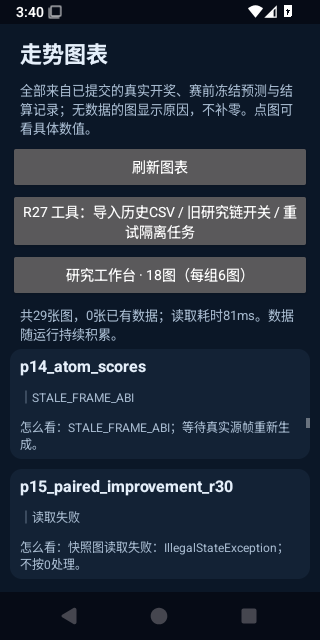 3:40
走势图表
全部来自已提交的真实开奖、赛前冻结预测与结
算记录；无数据的图显示原因，不补零。点图可
看具体数值。
刷新图表
R27 工具：导入历史CSV / 旧研究链开关 / 重
试隔离任务
研究工作台 · 18图（每组6图）
共29张图，0张已有数据；读取耗时81ms。数据
随运行持续积累。
p14_atom_scores
｜STALE_FRAME_ABI
怎么看：STALE_FRAME_ABI；等待真实源帧重新生
成。
p15_paired_improvement_r30
｜读取失败
怎么看：快照图读取失败：IllegalStateException；
不按0处理。